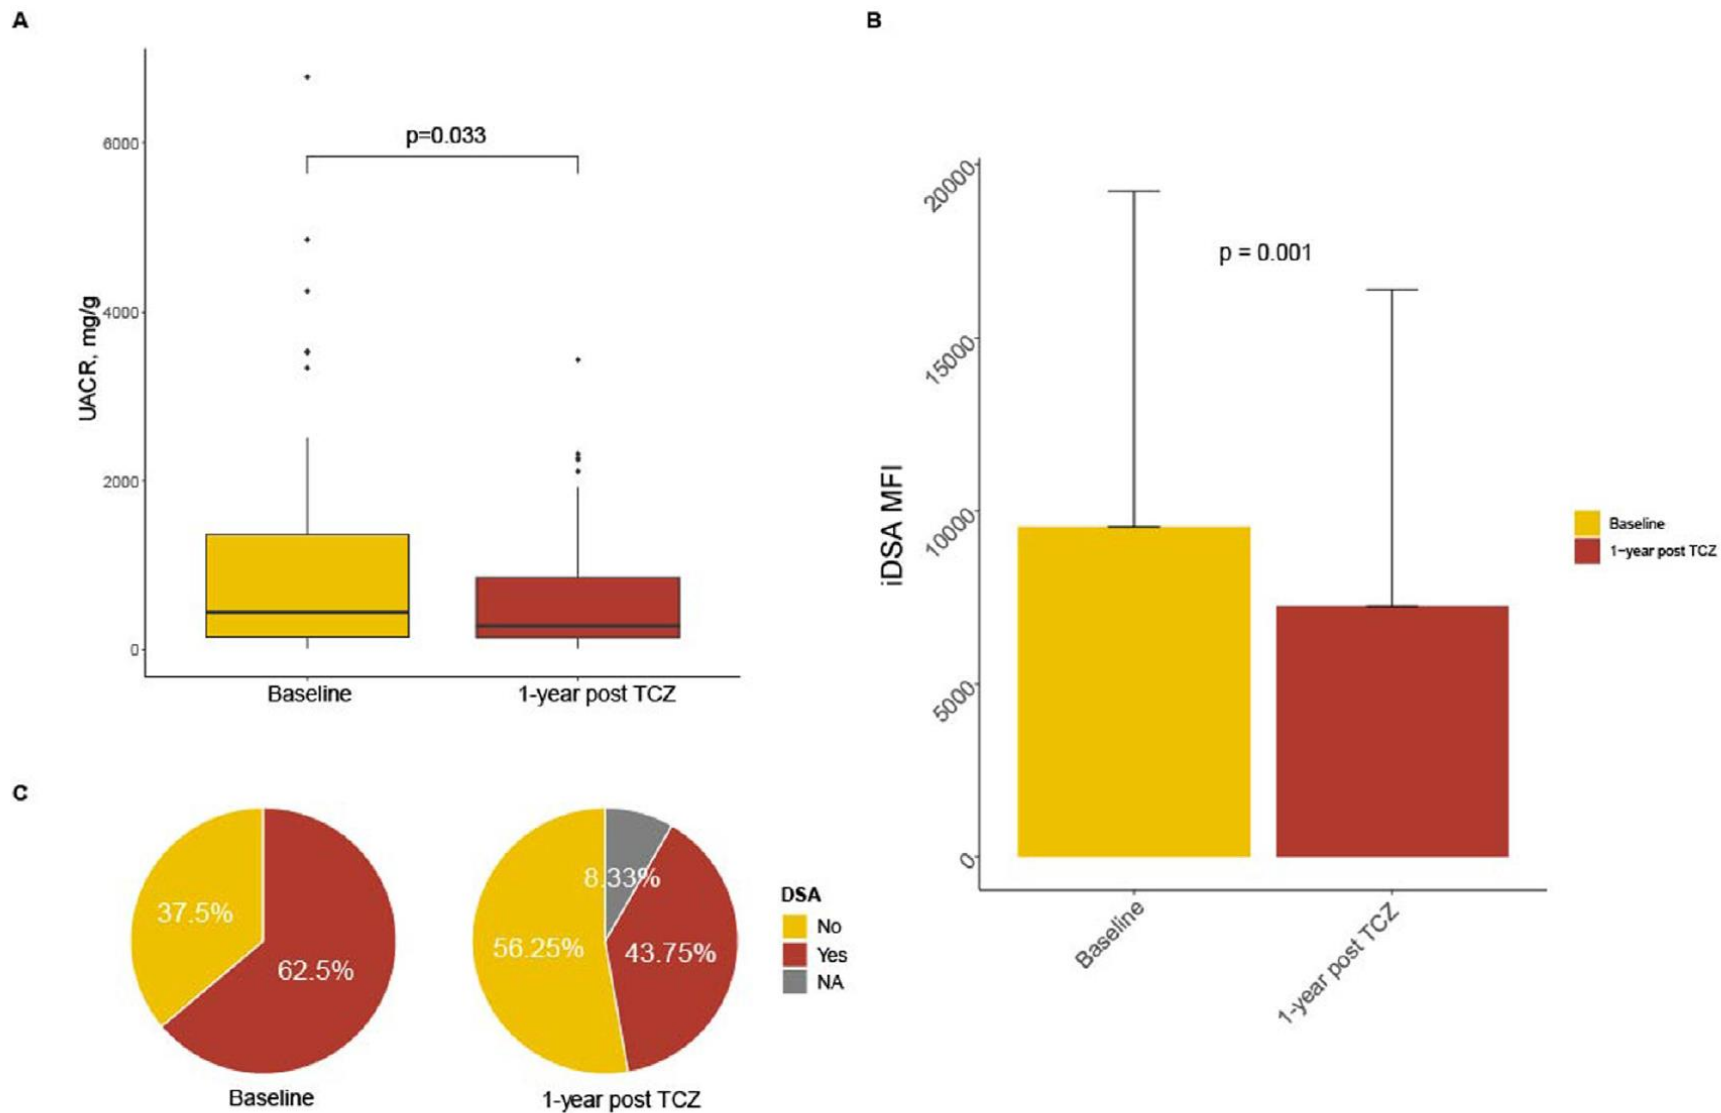 A
6000
4000
2000
0
UACR, mg/g
p=0.033
Baseline
1-year post TCZ
B
20000
15000
10000
5000
0
iDSA MFI
p = 0.001
Baseline
1-year post TCZ
Baseline
1-year post TCZ
C
37.5%
62.5%
Baseline
8.33%
56.25%
43.75%
1-year post TCZ
DSA
No
Yes
NA